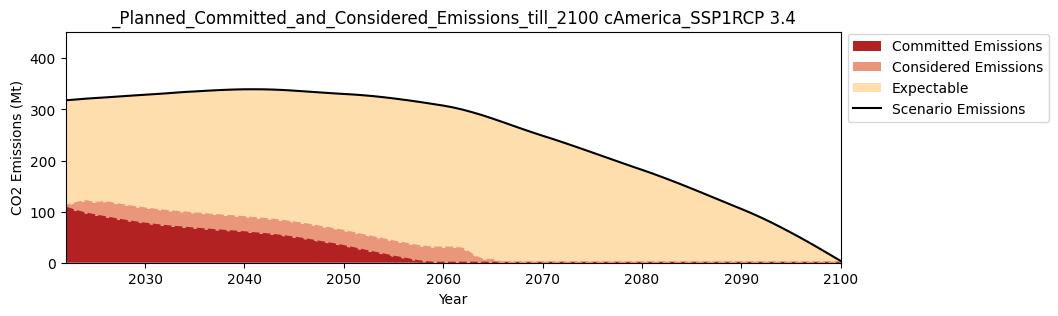 _Planned_Committed_and_Considered_Emissions_till_2100 cAmerica_SSP1RCP 3.4
Committed Emissions
Considered Emissions
Expectable
Scenario Emissions
CO2 Emissions (Mt)
400
300
200
100
0
2030 2040 2050 2060 2070 2080 2090 2100
Year